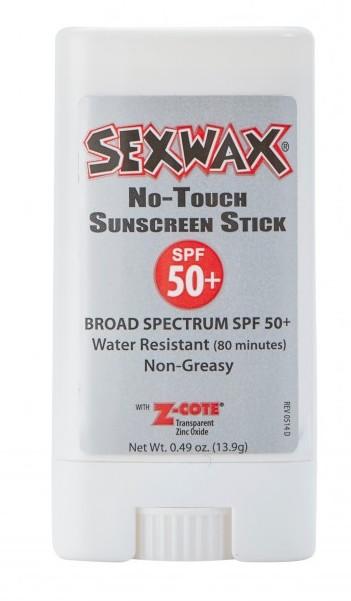 SEXWAX®
NO-TOUCH
SUNSCREEN STICK
SPF
50+
BROAD SPECTRUM SPF 50+
Water Resistant (80 minutes)
Non-Greasy
WITH Z-COTE®
Transparent
Zinc Oxide
Net Wt. 0.49 oz. (13.9g)
REV 0514 D